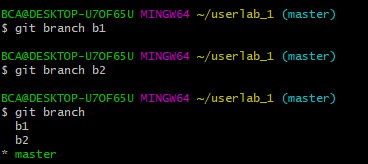 BCA@DESKTOP-U7OF65U MINGW64 ~/userlab_1 (master)
$ git branch b1
BCA@DESKTOP-U7OF65U MINGW64 ~/userlab_1 (master)
$ git branch b2
BCA@DESKTOP-U7OF65U MINGW64 ~/userlab_1 (master)
$ git branch
b1
b2
* master